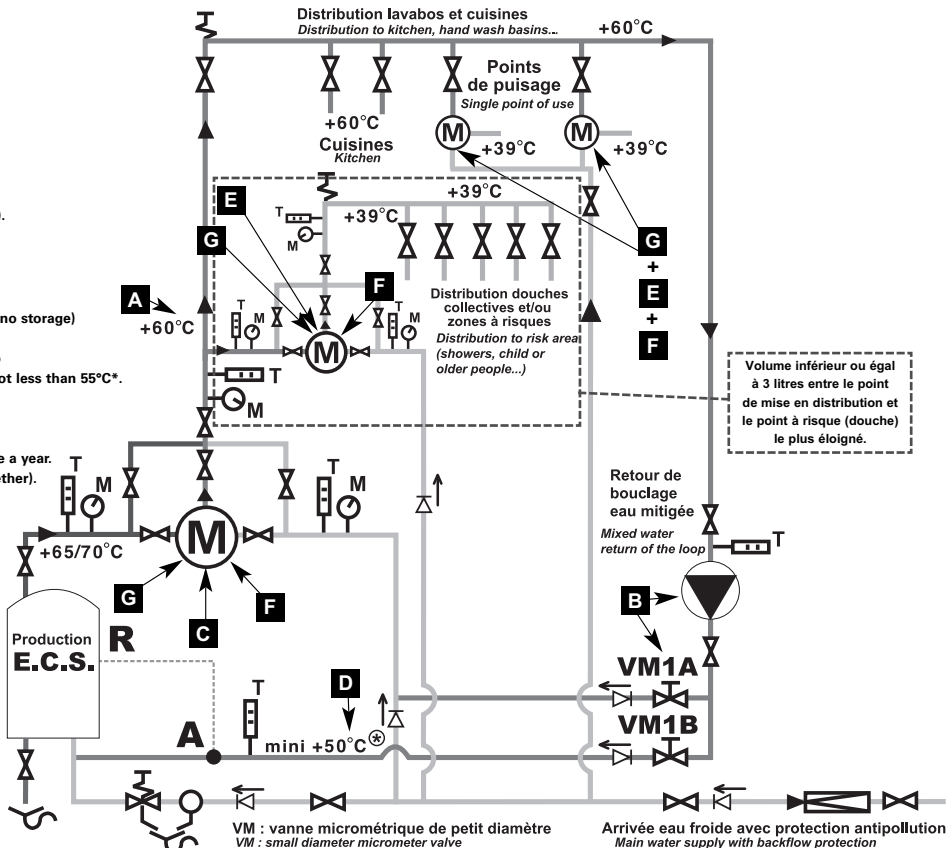 Distribution lavabos et cuisines
Distribution to kitchen, hand wash basins...
+60°C
Points
de puisage
Single point of use
+60°C
Cuisines
Kitchen
M
+39°C
M
+39°C
).
E
T
M
+39°C
+39°C
G
G
+
E
+
F
A
+60°C
F
T
M
M
T
M
Distribution douches
collectives et/ou
zones à risques
Distribution to risk area
(showers, child or
older people...)
no storage)
ot less than 55°C*.
T
M
Volume inférieur ou égal
à 3 litres entre le point
de mise en distribution et
le point à risque (douche)
le plus éloigné.
e a year.
ether).
T
M
T
M
Retour de
bouclage
eau mitigée
Mixed water
return of the loop
T
+65/70°C
M
G
C
F
B
Production
E.C.S.
R
VM1A
D
T
A
mini +50°C*
VM1B
VM : vanne micrométrique de petit diamètre
VM : small diameter micrometer valve
Arrivée eau froide avec protection antipollution
Main water supply with backflow protection